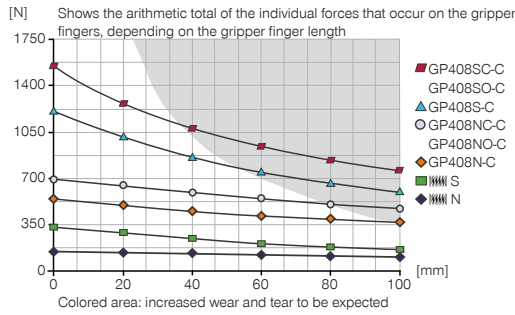 [N] Shows the arithmetic total of the individual forces that occur on the gripper
fingers, depending on the gripper finger length
1750
1400
1050
700
350
0
0 20 40 60 80 100 [mm]
GP408SC-C
GP408SO-C
GP408S-C
GP408NC-C
GP408NO-C
GP408N-C
S
N
Colored area: increased wear and tear to be expected